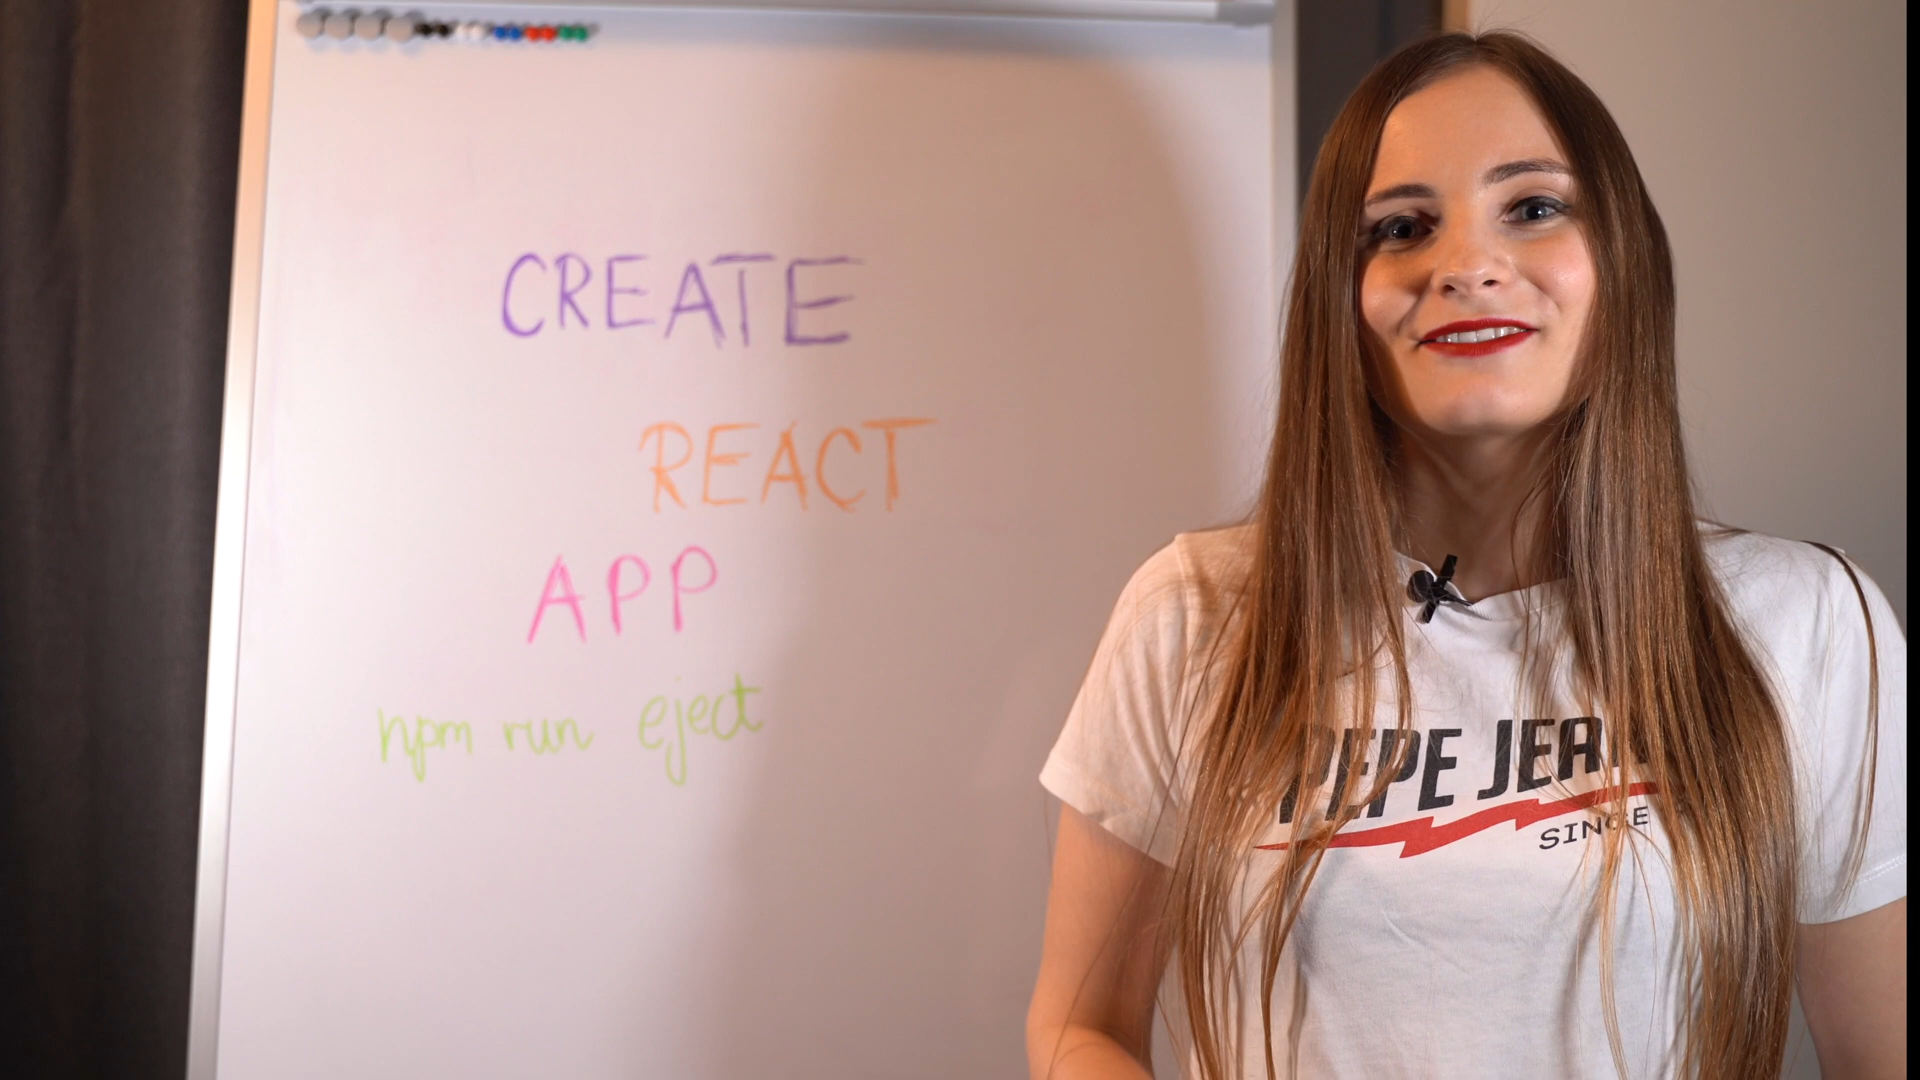 CREATE
REACT
APP
npm run eject
PEPE JEA
SINCE